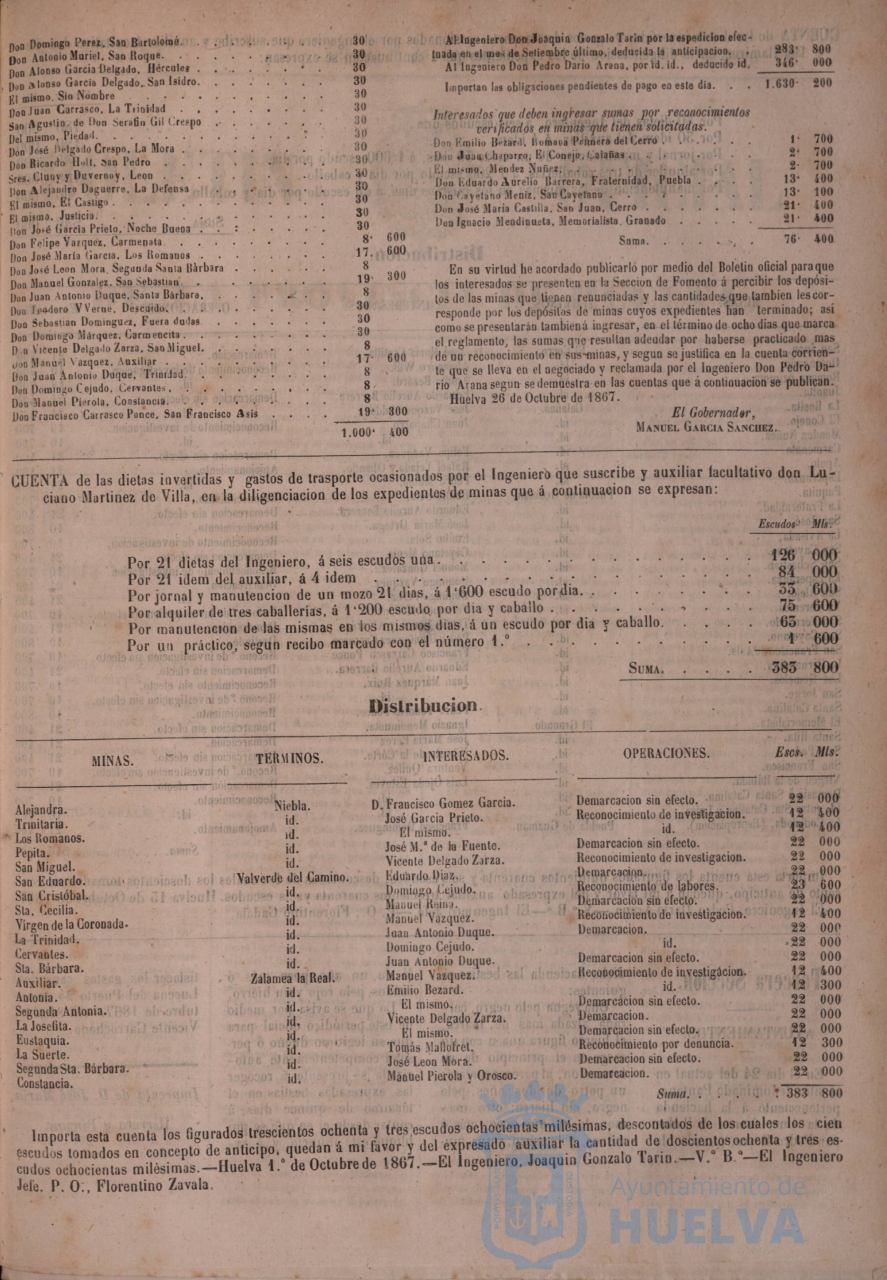 Don Domingo Perez, San Bartolomé. . . . . . 30
Don Antonio Muriel, San Roque. . . . . . 30
Don Alonso Garcia Delgado, Hércules . . . . . 30
Don Alonso Garcia Delgado, San Isidro. . . . . 30
El mismo, Sin Nombre . . . . . . 30
Don Juan Carrasco, La Trinidad . . . . . 30
San Agustin, de Don Serafin Gil Crespo . . . . 30
Del mismo, Piedad. . . . . . 30
Don José Delgado Crespo, La Mora . . . . . 30
Don Ricardo Holt, San Pedro . . . . . 30
Sres. Cluny y Duvernoy, Leon . . . . . 30
Don Alejandro Daguerre, La Defensa . . . . . 30
El mismo, El Castigo . . . . . . 30
El mismo, Justicia. . . . . . . 30
Don José Garcia Prieto, Noche Buena . . : . . 30
Don Felipe Vazquez, Carmenata . . . . . 8' 600
Don José María Garcia, Los Romanos . . . . . 17. 600
Don José Leon Mora, Segunda Santa Bárbara . . . . 8
Don Manuel Gonzalez, San Sebastian. . . . . 19' 300
Don Juan Antonio Duque, Santa Bárbara, . . . . 8
Don Teodoro VVerne, Descuido. . . . . . 30
Don Sebastian Dominguez, Fuera dudas . . . . 30
Don Domingo Márquez, Carmencita . . . . . 30
Don Vicente Delgado Zarza, San Miguel. . . . . 8
Don Manuel Vazquez, Auxiliar . . . . . 17' 600
Don Juan Antonio Duque, Trinidad . . . . . 8
Don Domingo Cejudo, Cervantes. . . . . . 8
Don Manuel Pierola, Constancia. . . . . . 8
Don Francisco Carrasco Ponce, San Francisco Asis . . . . 19' 300
1.000' 400
Al Ingeniero Don Joaquin Gonzalo Tarin por la espedicion efec-
tuada en el mes de Setiembre último, deducida la anticipacion. . 283' 800
Al Ingeniero Don Pedro Dario Arana, por id. id., deducido id. 346' 000
Importan las obligaciones pendientes de pago en este dia. . . 1.630' 200
Interesados que deben ingresar sumas por reconocimientos
verificados en minas que tienen solicitadas.
Don Emilio Bezard, Romana Peñnera del Cerro . . . . 1' 700
Don Juan Chaparro, El Conejo, Calañas . . . . . 2' 700
El mismo, Mendez Nuñez, . . . . . . 2' 700
Don Eduardo Aurelio Barrera, Fraternidad, Puebla . . . 13' 400
Don Cayetano Meniz, San Cayetano . . . . . 13' 100
Don José María Castilla, San Juan, Cerro . . . . . 21' 400
Don Ignacio Mendinueta, Memorialista, Granado . . . . 21' 400
Suma. . . . . . 76' 400
En su virtud he acordado publicarlo por medio del Boletin oficial para que
los interesados se presenten en la Seccion de Fomento á percibir los depósi-
tos de las minas que tienen renunciadas y las cantidades que tambien les cor-
responde por los depósitos de minas cuyos expedientes han terminado; asi
como se presentarán tambien á ingresar, en el término de ocho dias que marca
el reglamento, las sumas que resultan adeudar por haberse practicado mas
de un reconocimiento en sus minas, y segun se justifica en la cuenta corrien-
te que se lleva en el negociado y reclamada por el Ingeniero Don Pedro Da-
rio Arana segun se demuestra en las cuentas que á continuacion se publican.
Huelva 26 de Octubre de 1867.
El Gobernador,
MANUEL GARCIA SANCHEZ.
CUENTA de las dietas invertidas y gastos de trasporte ocasionados por el Ingeniero que suscribe y auxiliar facultativo don Lu-
ciano Martinez de Villa, en la diligenciacion de los expedientes de minas que á continuacion se expresan:
Escudos Mls.
Por 21 dietas del Ingeniero, á seis escudos una. . . . . . . . . . 126 000
Por 21 idem del auxiliar, á 4 idem . . . . . . . . . . 84 000
Por jornal y manutencion de un mozo 21 dias, á 1'600 escudo por dia. . . . . . 33 600
Por alquiler de tres caballerías, á 1'200 escudo por dia y caballo . . . . . . 75 600
Por manutencion de las mismas en los mismos dias, á un escudo por dia y caballo. . . . 63 000
Por un práctico, segun recibo marcado con el número 1.º . . . . . . . 1 600
SUMA. . . . . 383 800
Distribucion.
MINAS. TERMINOS. INTERESADOS. OPERACIONES. Escs. Mls.
Alejandra. Niebla. D. Francisco Gomez Garcia. Demarcacion sin efecto. 22 000
Trinitaria. id. José Garcia Prieto. Reconocimiento de investigacion. 12 400
Los Romanos. id. El mismo. id. 12 400
Pepita. id. José M.ª de la Fuente. Demarcacion sin efecto. 22 000
San Miguel. id. Vicente Delgado Zarza. Reconocimiento de investigacion. 22 000
San Eduardo. Valverde del Camino. Eduardo Diaz. Demarcacion. 22 000
San Cristóbal. id. Domingo Cejudo. Reconocimiento de labores. 23 600
Sta. Cecilia. id. Manuel Roma. Demarcacion sin efecto. 22 000
Virgen de la Coronada. id. Manuel Vazquez. Reconocimiento de investigacion. 12 400
La Trinidad. id. Juan Antonio Duque. Demarcacion. 22 000
Cervantes. id. Domingo Cejudo. id. 22 000
Sta. Bárbara. id. Juan Antonio Duque. Demarcacion sin efecto. 22 000
Auxiliar. Zalamea la Real. Manuel Vazquez. Reconocimiento de investigacion. 12 400
Antonia. id. Emilio Bezard. id. 12 300
Segunda Antonia. id. El mismo. Demarcacion sin efecto. 22 000
La Josefita. id. Vicente Delgado Zarza. Demarcacion. 22 000
Eustaquia. id. El mismo. Demarcacion sin efecto. 22 000
La Suerte. id. Tomás Mallofret. Reconocimiento por denuncia. 12 300
Segunda Sta. Bárbara. id. José Leon Mora. Demarcacion sin efecto. 22 000
Constancia. id. Manuel Pierola y Orosco. Demarcacion. 22 000
Suma. . . . 383 800
Importa esta cuenta los figurados trescientos ochenta y tres escudos ochocientas milésimas, descontados de los cuales los cien
escudos tomados en concepto de anticipo, quedan á mi favor y del expresado auxiliar la cantidad de doscientos ochenta y tres es-
cudos ochocientas milésimas.—Huelva 1.º de Octubre de 1867.—El Ingeniero, Joaquin Gonzalo Tarin.—V.º B.º—El Ingeniero
Jefe. P. O., Florentino Zavala.
Ayuntamiento de
HUELVA